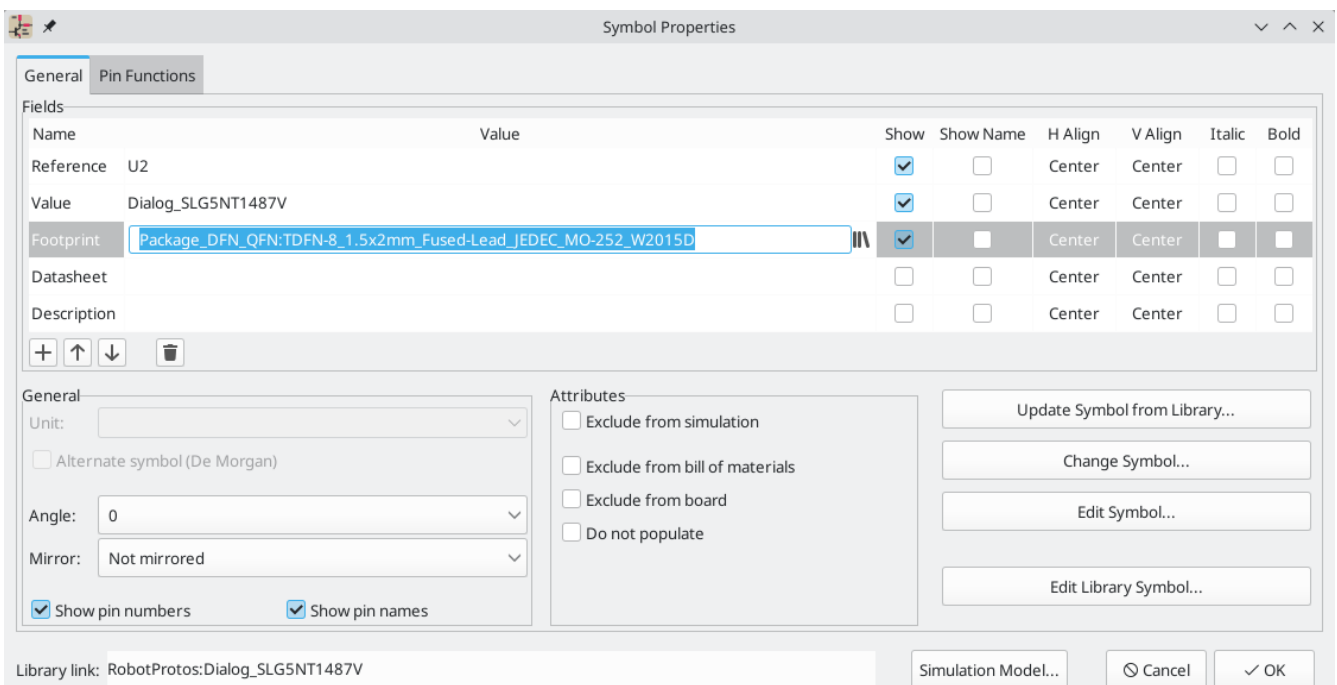 Symbol Properties
General Pin Functions
Fields
Name Value Show Show Name H Align V Align Italic Bold
Reference U2 Center Center
Value Dialog_SLG5NT1487V Center Center
Footprint Package_DFN_QFN:TDFN-8_1.5x2mm_Fused-Lead_JEDEC_MO-252_W2015D Center Center
Datasheet Center Center
Description Center Center
General
Unit:
Alternate symbol (De Morgan)
Angle: 0
Mirror: Not mirrored
Show pin numbers Show pin names
Attributes
Exclude from simulation
Exclude from bill of materials
Exclude from board
Do not populate
Update Symbol from Library...
Change Symbol...
Edit Symbol...
Edit Library Symbol...
Library link: RobotProtos:Dialog_SLG5NT1487V Simulation Model... Cancel OK